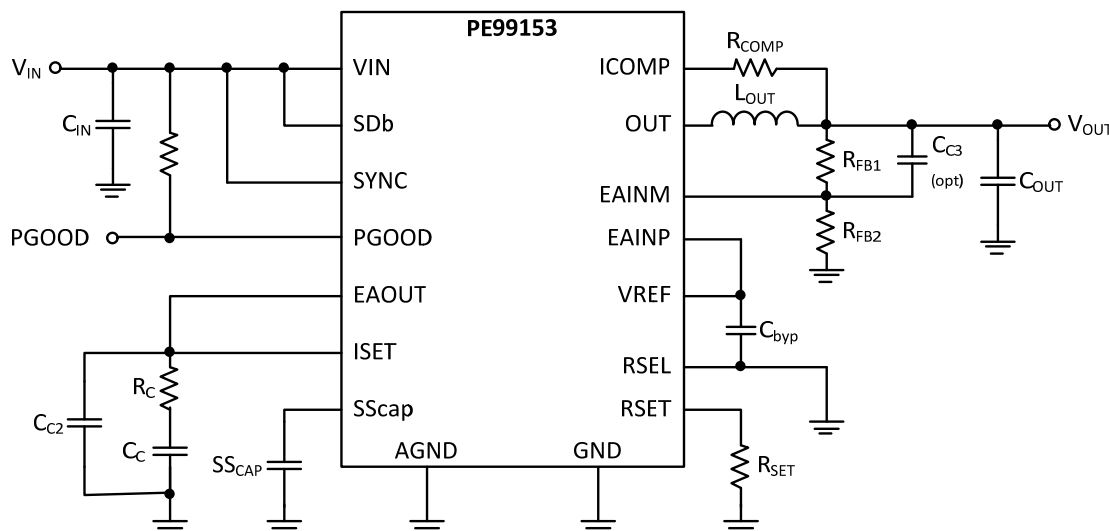 PE99153
V_IN
C_IN
PGOOD
VIN
SDb
SYNC
PGOOD
EAOUT
ISET
SScap
AGND
GND
ICOMP
OUT
EAINM
EAINP
VREF
RSEL
RSET
R_COMP
L_OUT
V_OUT
R_FB1
C_C3
(opt)
C_OUT
R_FB2
C_byp
R_SET
R_C
C_C2
C_C
SS_CAP